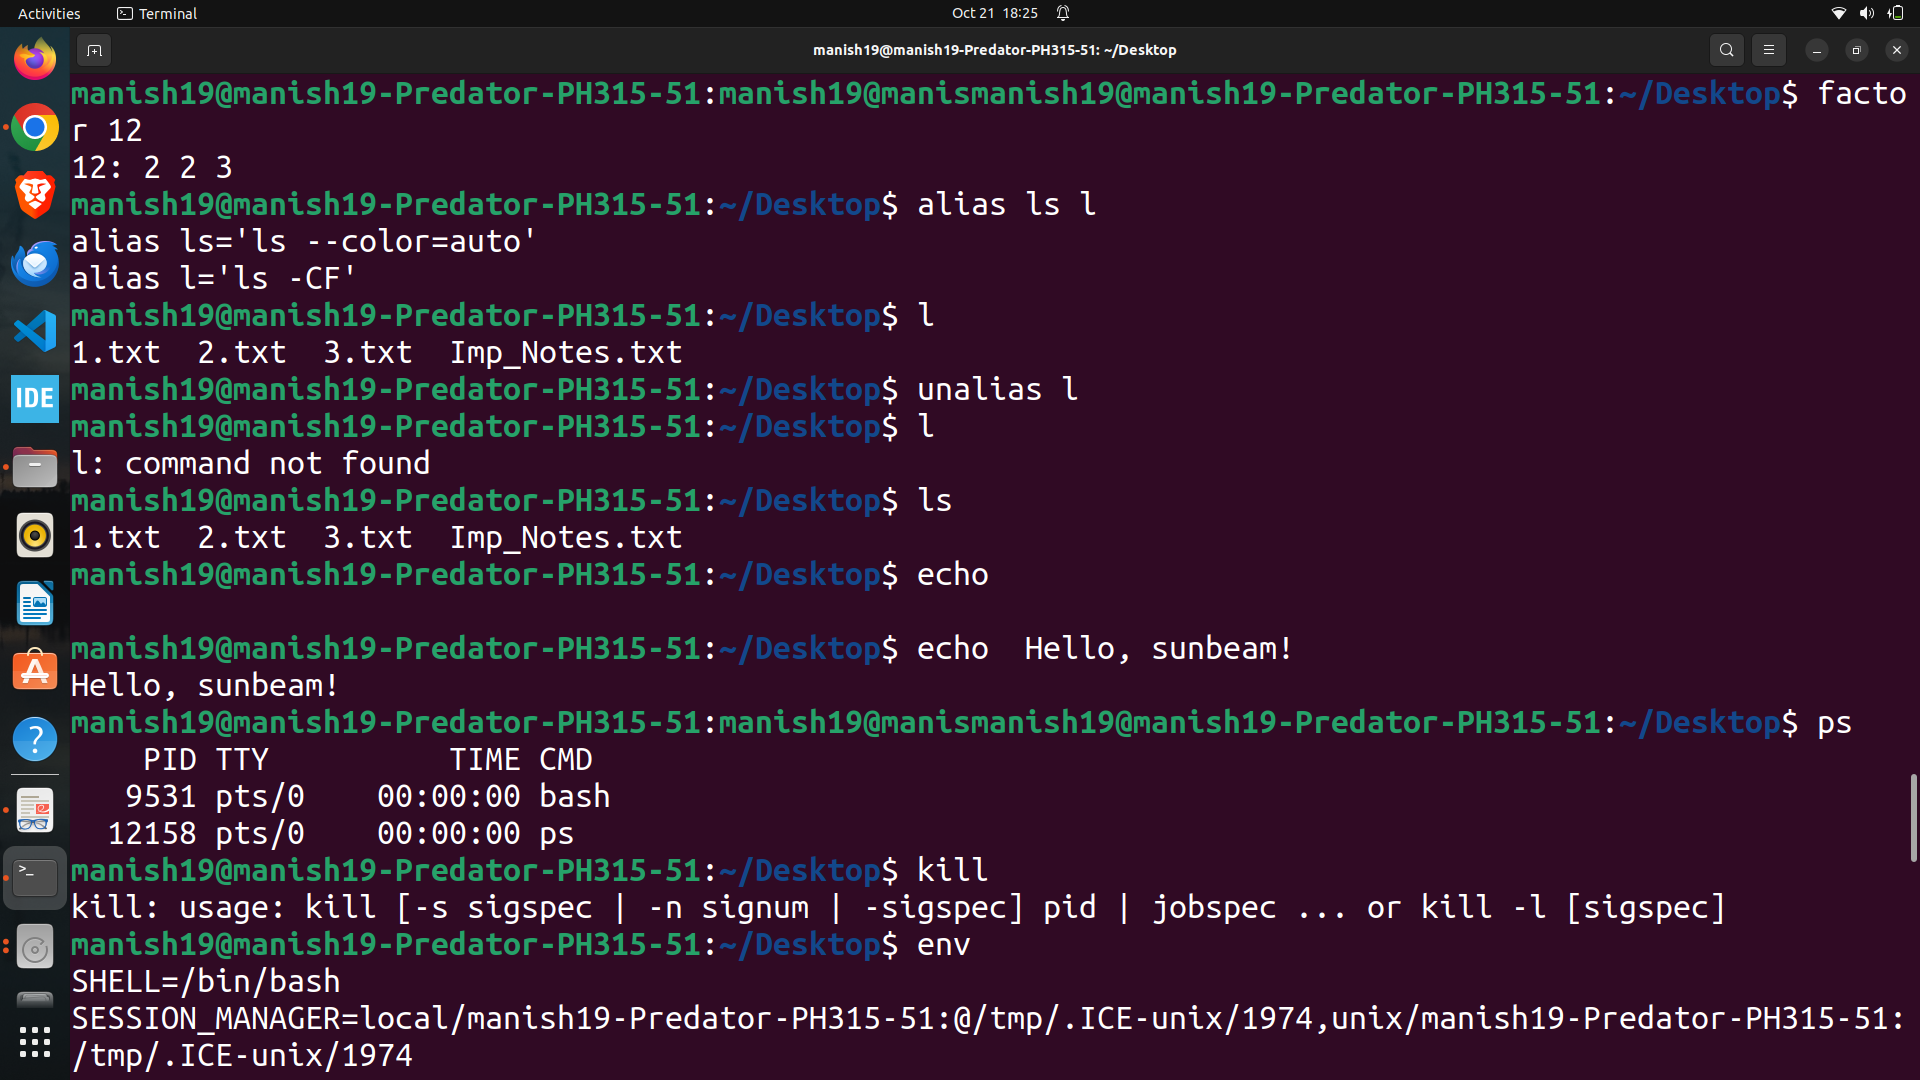 Activities Terminal Oct 21 18:25
manish19@manish19-Predator-PH315-51: ~/Desktop
manish19@manish19-Predator-PH315-51:manish19@manismanish19@manish19-Predator-PH315-51:~/Desktop$ facto
r 12
12: 2 2 3
manish19@manish19-Predator-PH315-51:~/Desktop$ alias ls l
alias ls='ls --color=auto'
alias l='ls -CF'
manish19@manish19-Predator-PH315-51:~/Desktop$ l
1.txt  2.txt  3.txt  Imp_Notes.txt
manish19@manish19-Predator-PH315-51:~/Desktop$ unalias l
manish19@manish19-Predator-PH315-51:~/Desktop$ l
l: command not found
manish19@manish19-Predator-PH315-51:~/Desktop$ ls
1.txt  2.txt  3.txt  Imp_Notes.txt
manish19@manish19-Predator-PH315-51:~/Desktop$ echo
manish19@manish19-Predator-PH315-51:~/Desktop$ echo  Hello, sunbeam!
Hello, sunbeam!
manish19@manish19-Predator-PH315-51:manish19@manismanish19@manish19-Predator-PH315-51:~/Desktop$ ps
    PID TTY          TIME CMD
   9531 pts/0    00:00:00 bash
  12158 pts/0    00:00:00 ps
manish19@manish19-Predator-PH315-51:~/Desktop$ kill
kill: usage: kill [-s sigspec | -n signum | -sigspec] pid | jobspec ... or kill -l [sigspec]
manish19@manish19-Predator-PH315-51:~/Desktop$ env
SHELL=/bin/bash
SESSION_MANAGER=local/manish19-Predator-PH315-51:@/tmp/.ICE-unix/1974,unix/manish19-Predator-PH315-51:
/tmp/.ICE-unix/1974
IDE